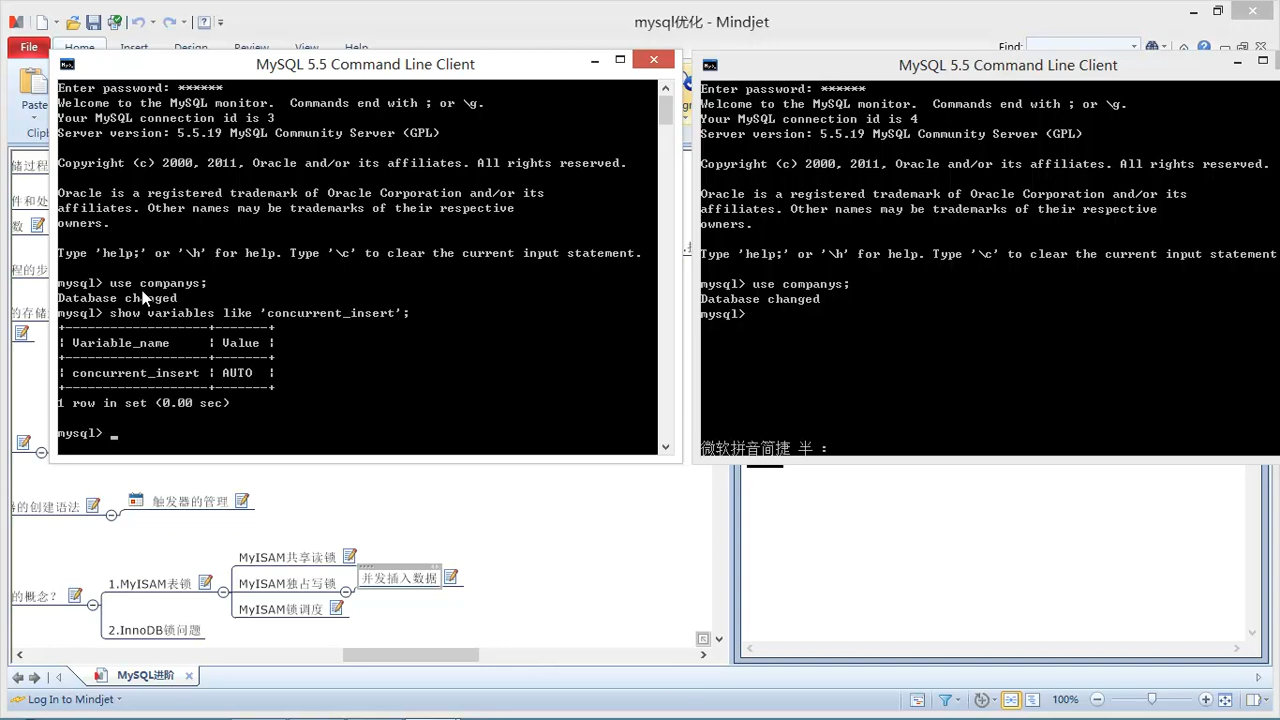 mysql优化 - Mindjet
File
Home
Insert
Design
Review
View
Help
Find:
Paste
MySQL 5.5 Command Line Client
Enter password: ******
Welcome to the MySQL monitor.  Commands end with ; or \g.
Your MySQL connection id is 3
Server version: 5.5.19 MySQL Community Server (GPL)
Copyright (c) 2000, 2011, Oracle and/or its affiliates. All rights reserved.
Oracle is a registered trademark of Oracle Corporation and/or its
affiliates. Other names may be trademarks of their respective
owners.
Type 'help;' or '\h' for help. Type '\c' to clear the current input statement.
mysql> use companys;
Database changed
mysql> show variables like 'concurrent_insert';
+-------------------+-------+
| Variable_name     | Value |
+-------------------+-------+
| concurrent_insert | AUTO  |
+-------------------+-------+
1 row in set (0.00 sec)
mysql> _
MySQL 5.5 Command Line Client
Enter password: ******
Welcome to the MySQL monitor.  Commands end with ; or \g.
Your MySQL connection id is 4
Server version: 5.5.19 MySQL Community Server (GPL)
Copyright (c) 2000, 2011, Oracle and/or its affiliates. All rights reserved.
Oracle is a registered trademark of Oracle Corporation and/or its
affiliates. Other names may be trademarks of their respective
owners.
Type 'help;' or '\h' for help. Type '\c' to clear the current input statement
mysql> use companys;
Database changed
mysql>
微软拼音简捷 半 :
储过程
件和处
数
程的步
的存储
器的创建语法
触发器的管理
的概念?
1.MyISAM表锁
MyISAM共享读锁
MyISAM独占写锁
并发插入数据
MyISAM锁调度
2.InnoDB锁问题
MySQL进阶
Log In to Mindjet
100%